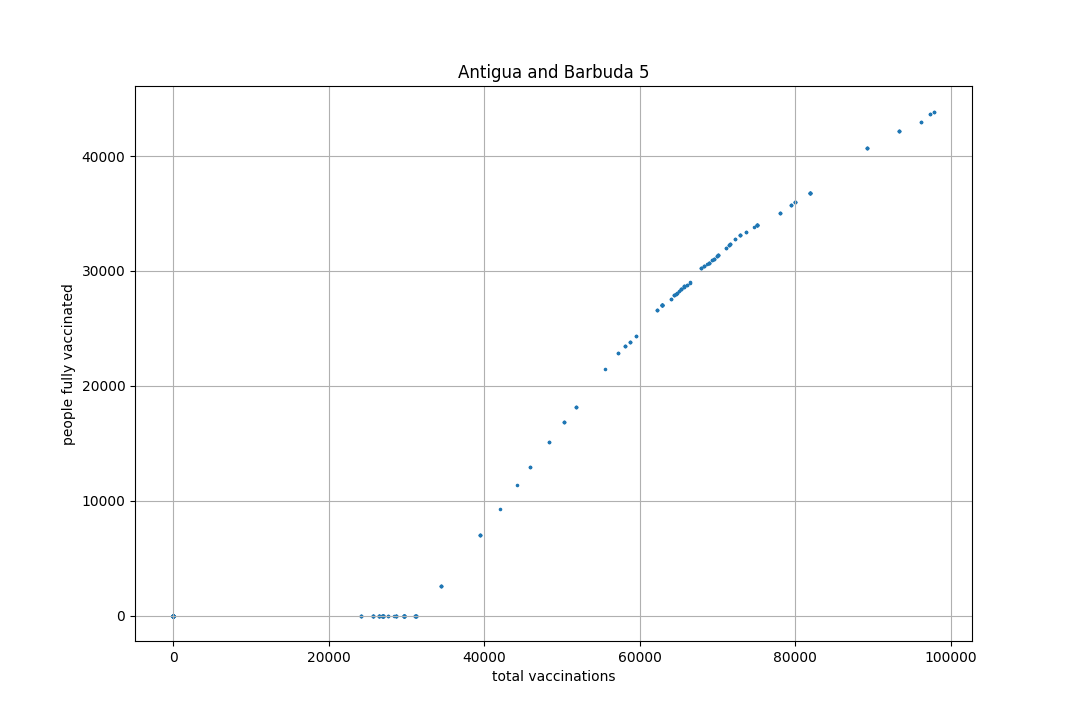 Antigua and Barbuda 5
people fully vaccinated
40000
30000
20000
10000
0
0 20000 40000 60000 80000 100000
total vaccinations